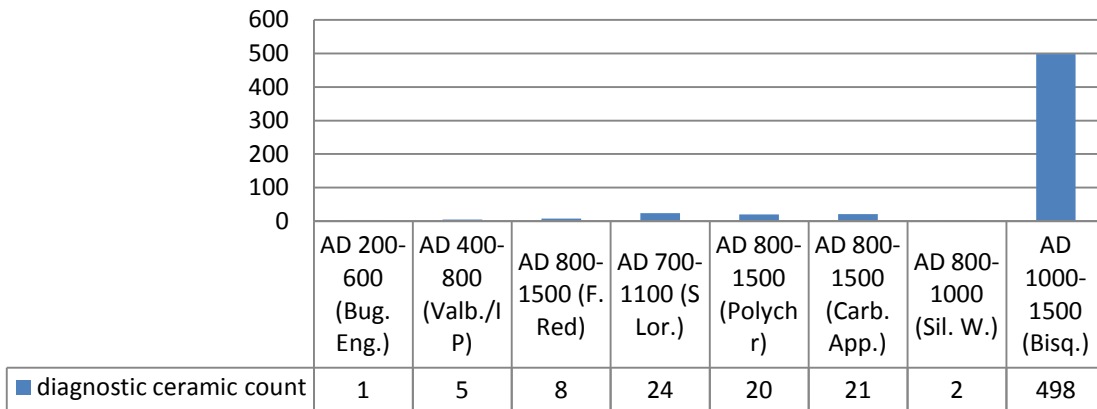 600
500
400
300
200
100
0
AD 200-
600
(Bug.
Eng.)
AD 400-
800
(Valb./I
P)
AD 800-
1500 (F.
Red)
AD 700-
1100 (S
Lor.)
AD 800-
1500
(Polychr
r)
AD 800-
1500
(Carb.
App.)
AD 800-
1000
(Sil. W.)
AD
1000-
1500
(Bisq.)
diagnostic ceramic count 1 5 8 24 20 21 2 498